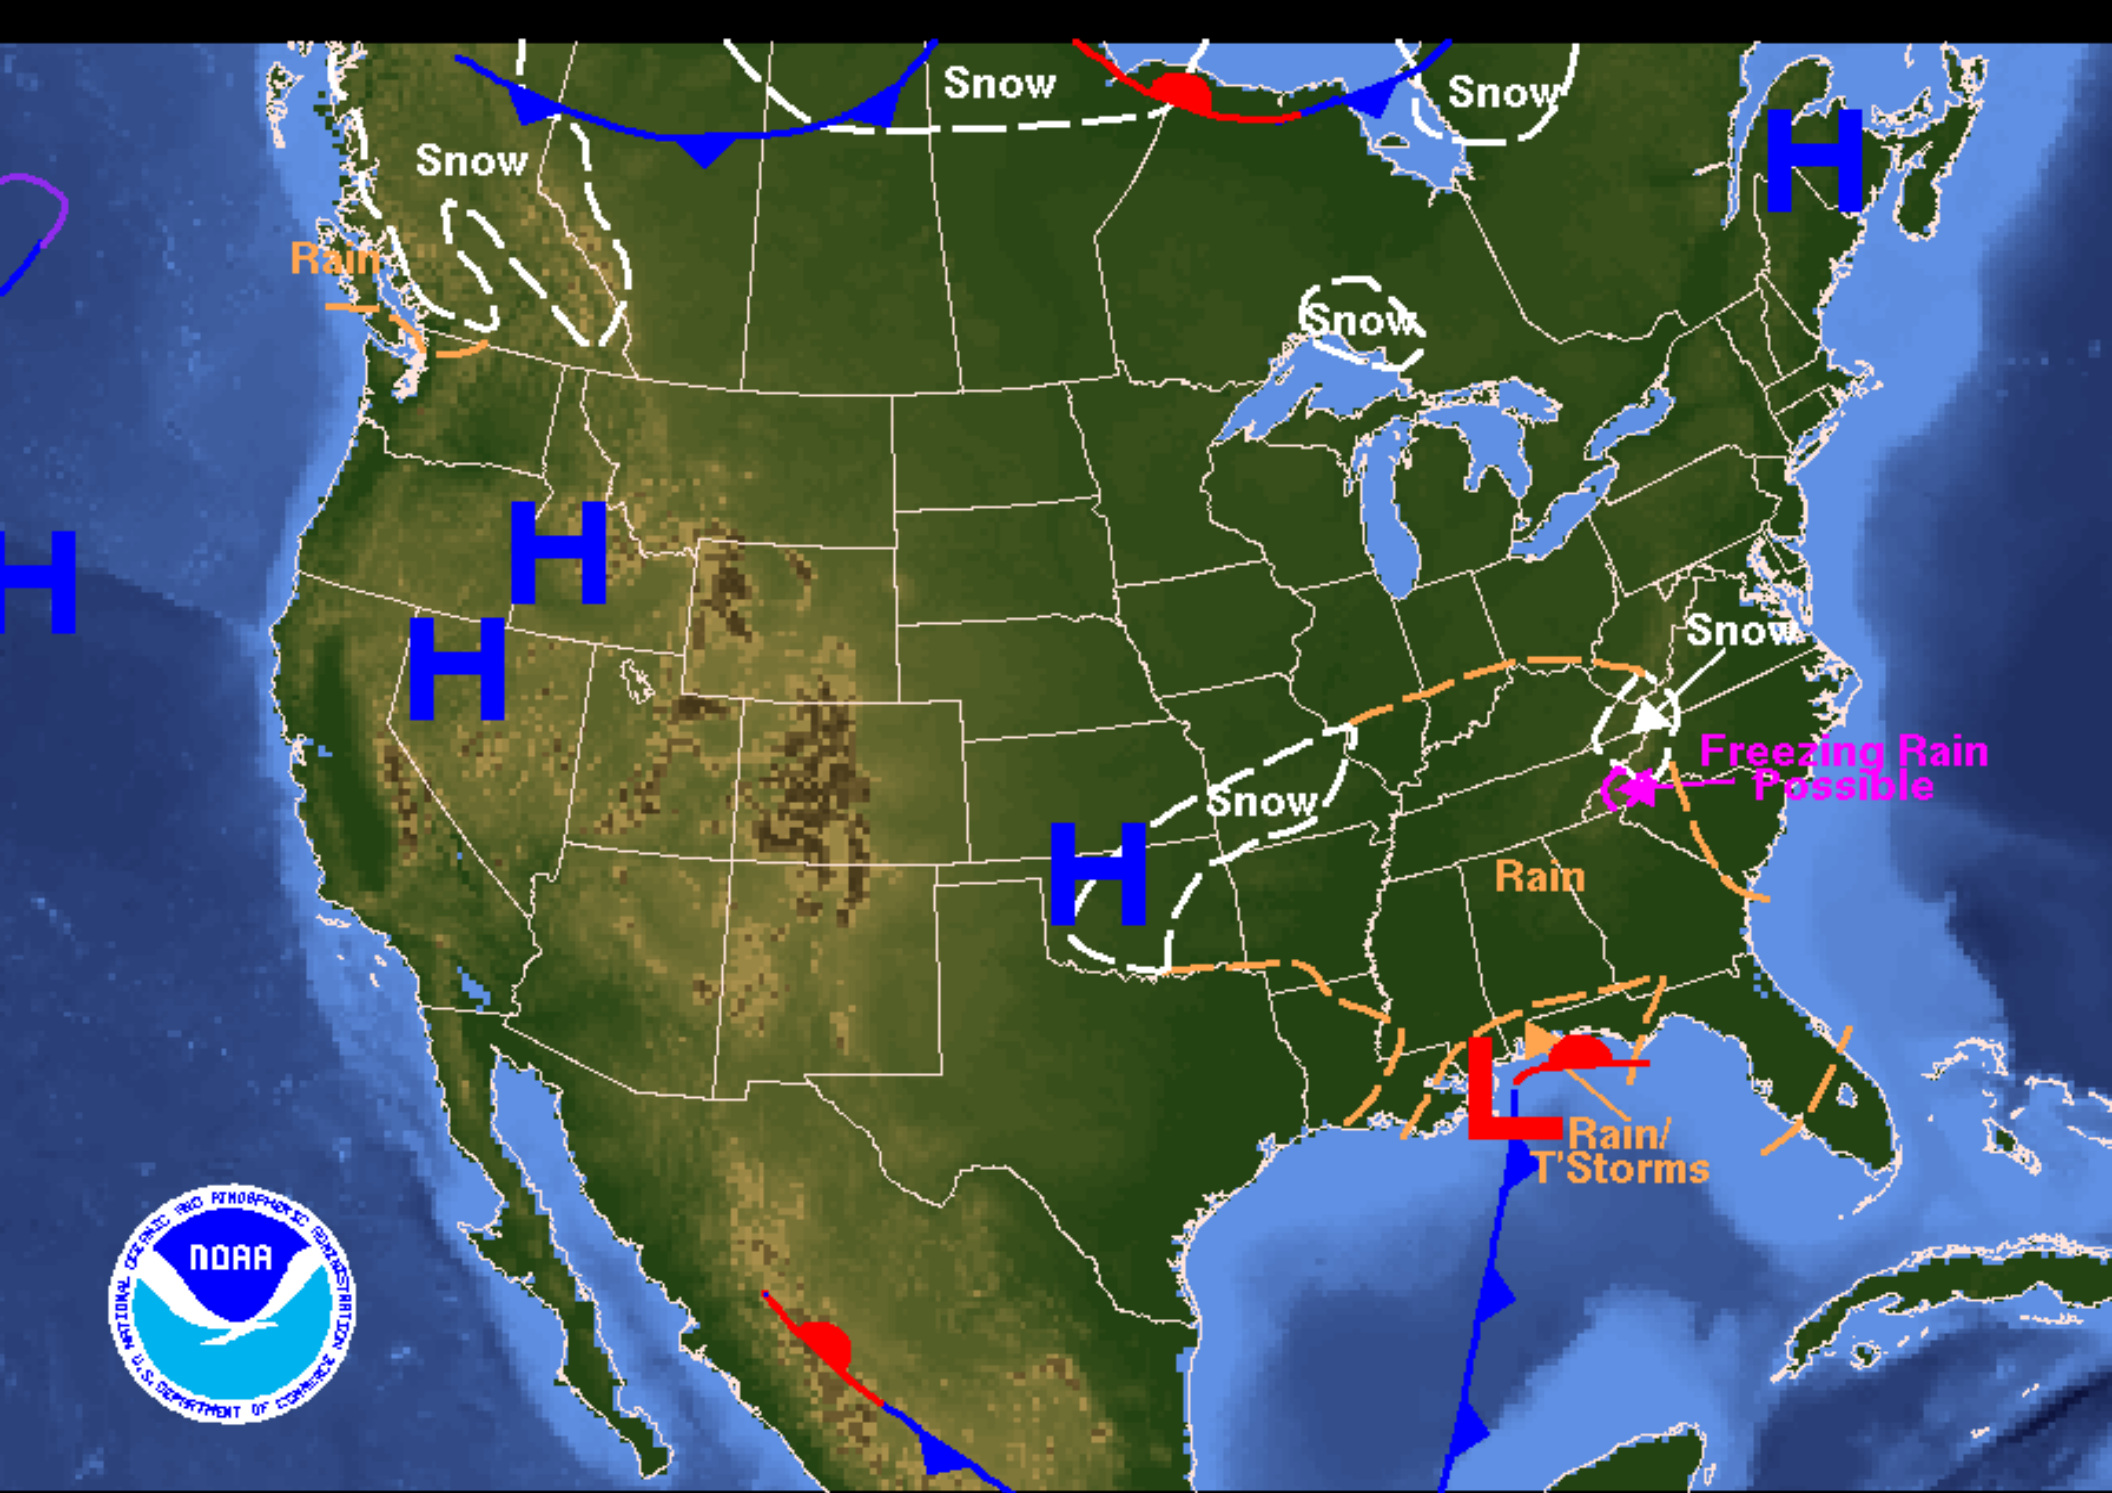 Snow
Snow
H
Snow
Rain
Snow
H
H
H
Snow
Freezing Rain
Possible
Snow
H
Rain
L
Rain/
T'Storms
NATIONAL OCEANIC AND ATMOSPHERIC ADMINISTRATION
NOAA
U.S. DEPARTMENT OF COMMERCE